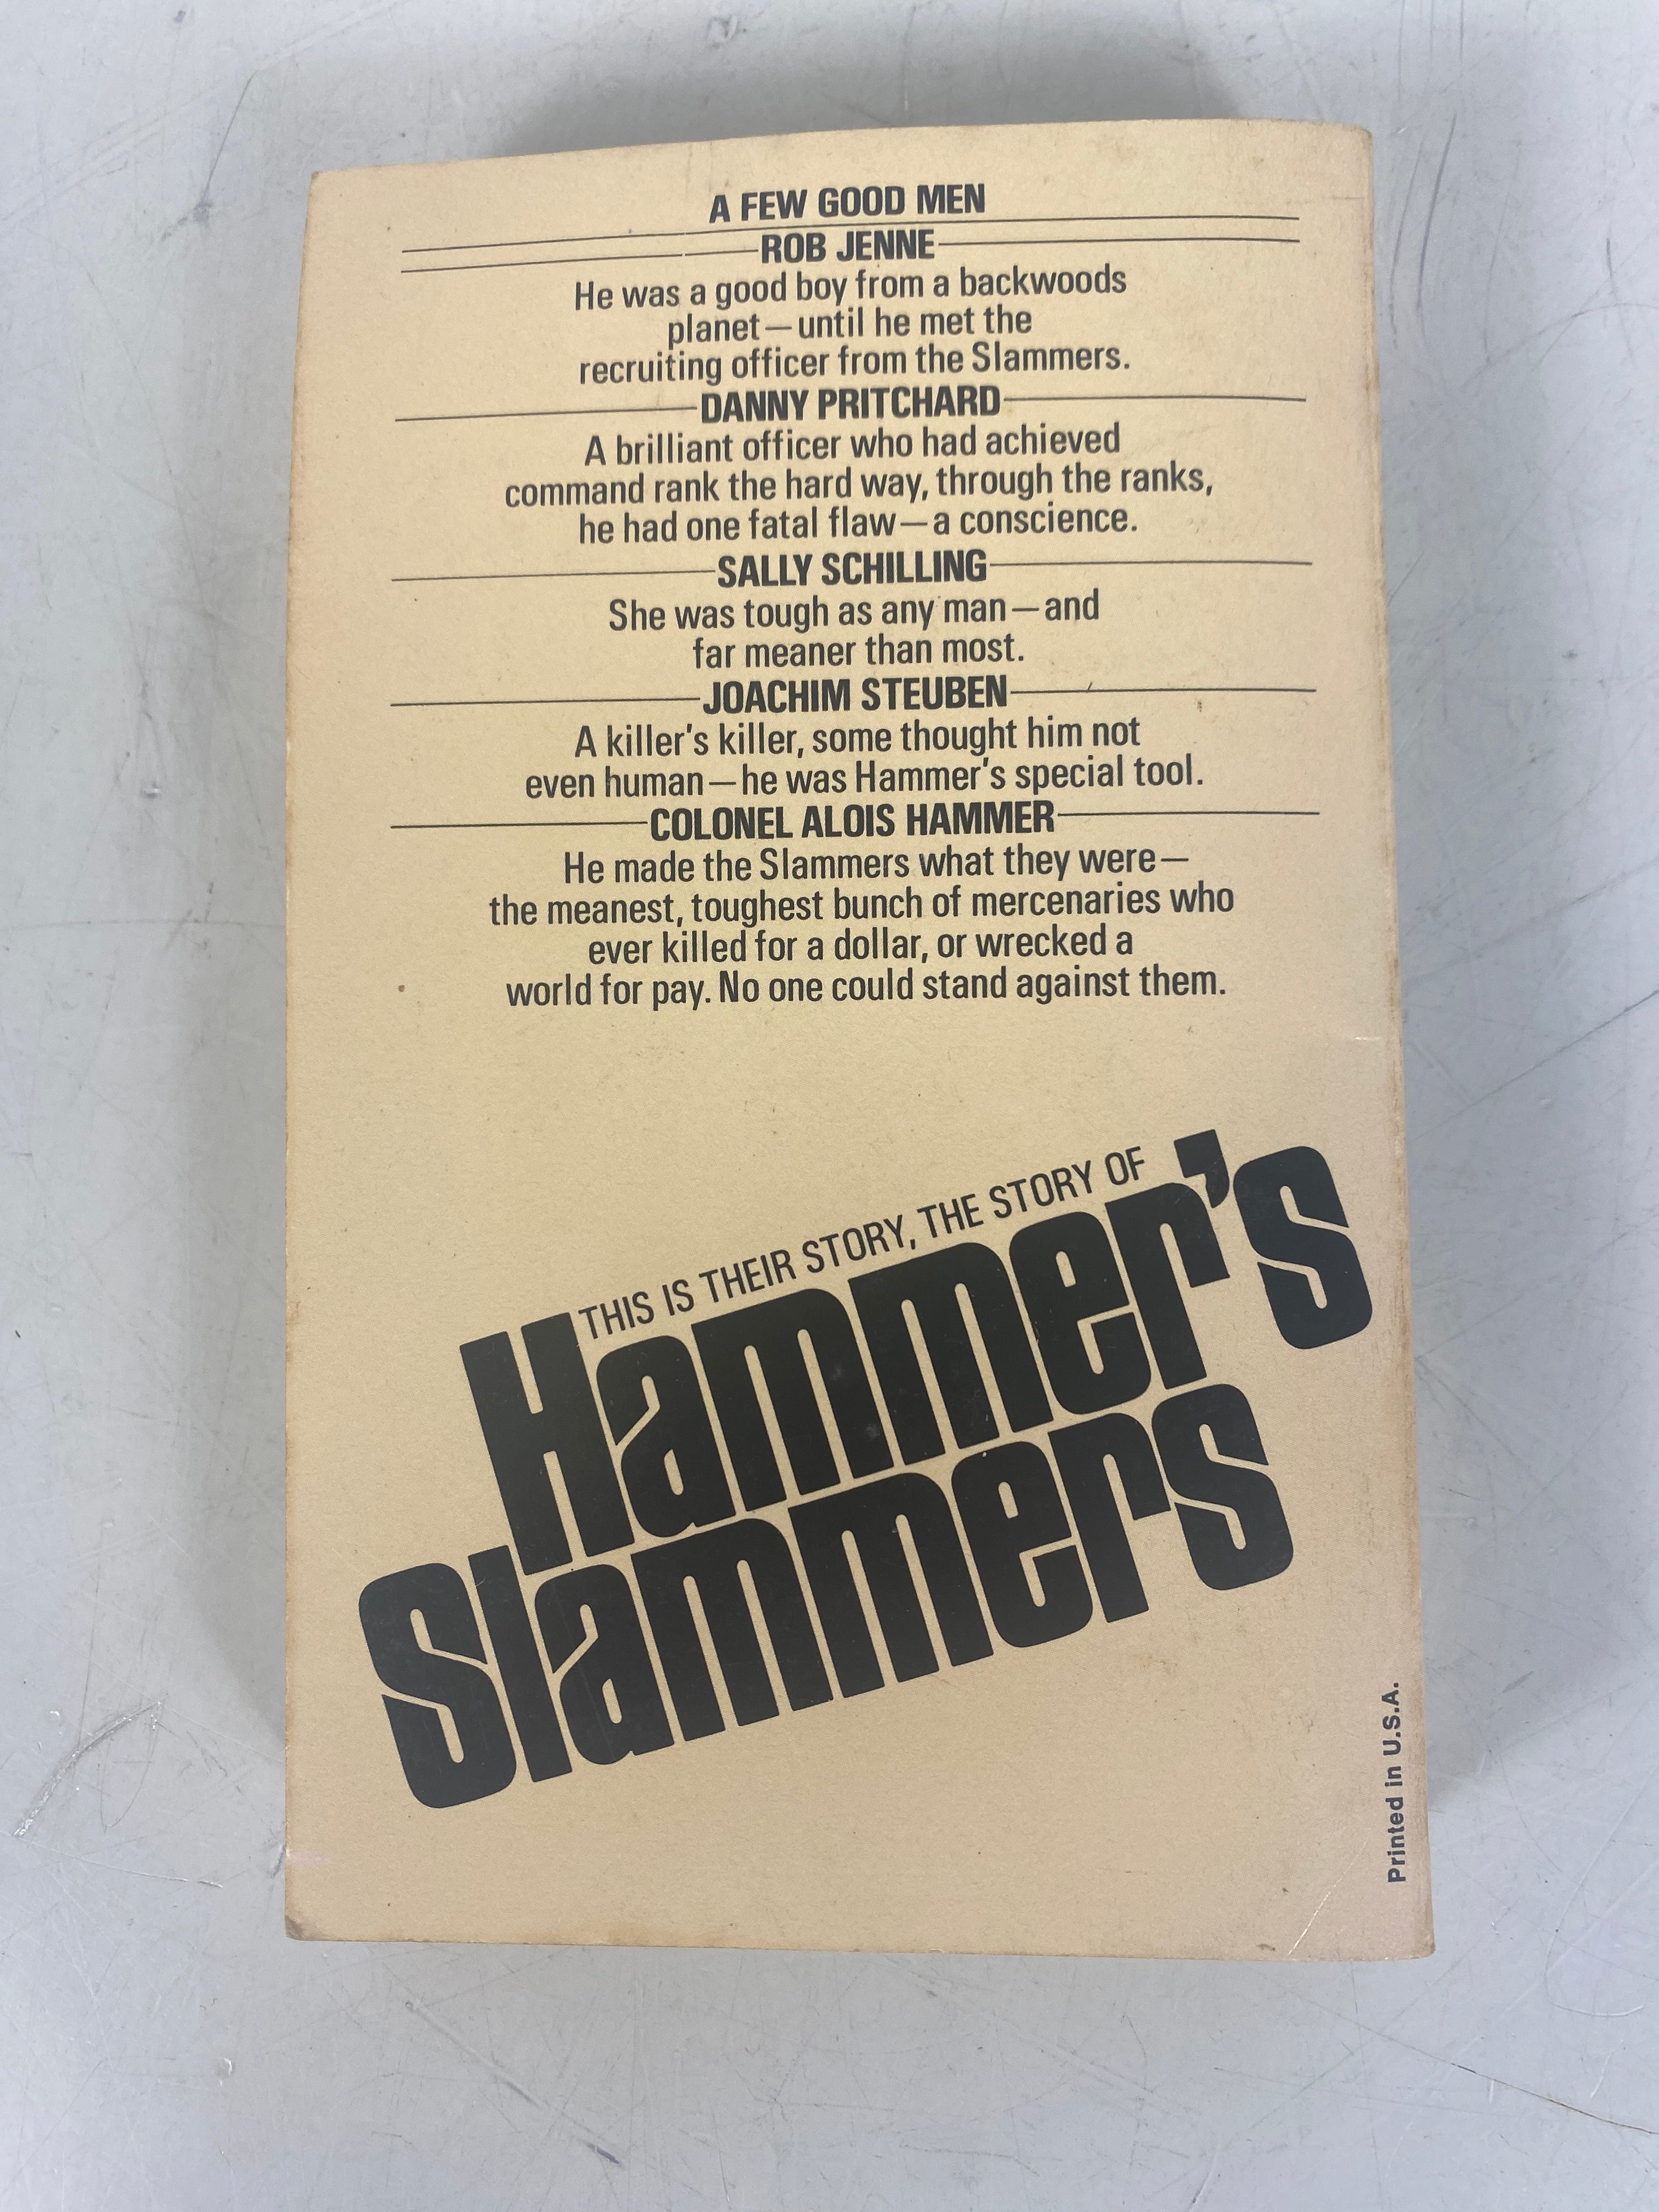 A FEW GOOD MEN
ROB JENNE
He was a good boy from a backwoods
planet—until he met the
recruiting officer from the Slammers.
DANNY PRITCHARD
A brilliant officer who had achieved
command rank the hard way, through the ranks,
he had one fatal flaw—a conscience.
SALLY SCHILLING
She was tough as any man—and
far meaner than most.
JOACHIM STEUBEN
A killer's killer, some thought him not
even human—he was Hammer's special tool.
COLONEL ALOIS HAMMER
He made the Slammers what they were—
the meanest, toughest bunch of mercenaries who
ever killed for a dollar, or wrecked a
world for pay. No one could stand against them.
THIS IS THEIR STORY, THE STORY OF
Hammer's
Slammers
Printed in U.S.A.